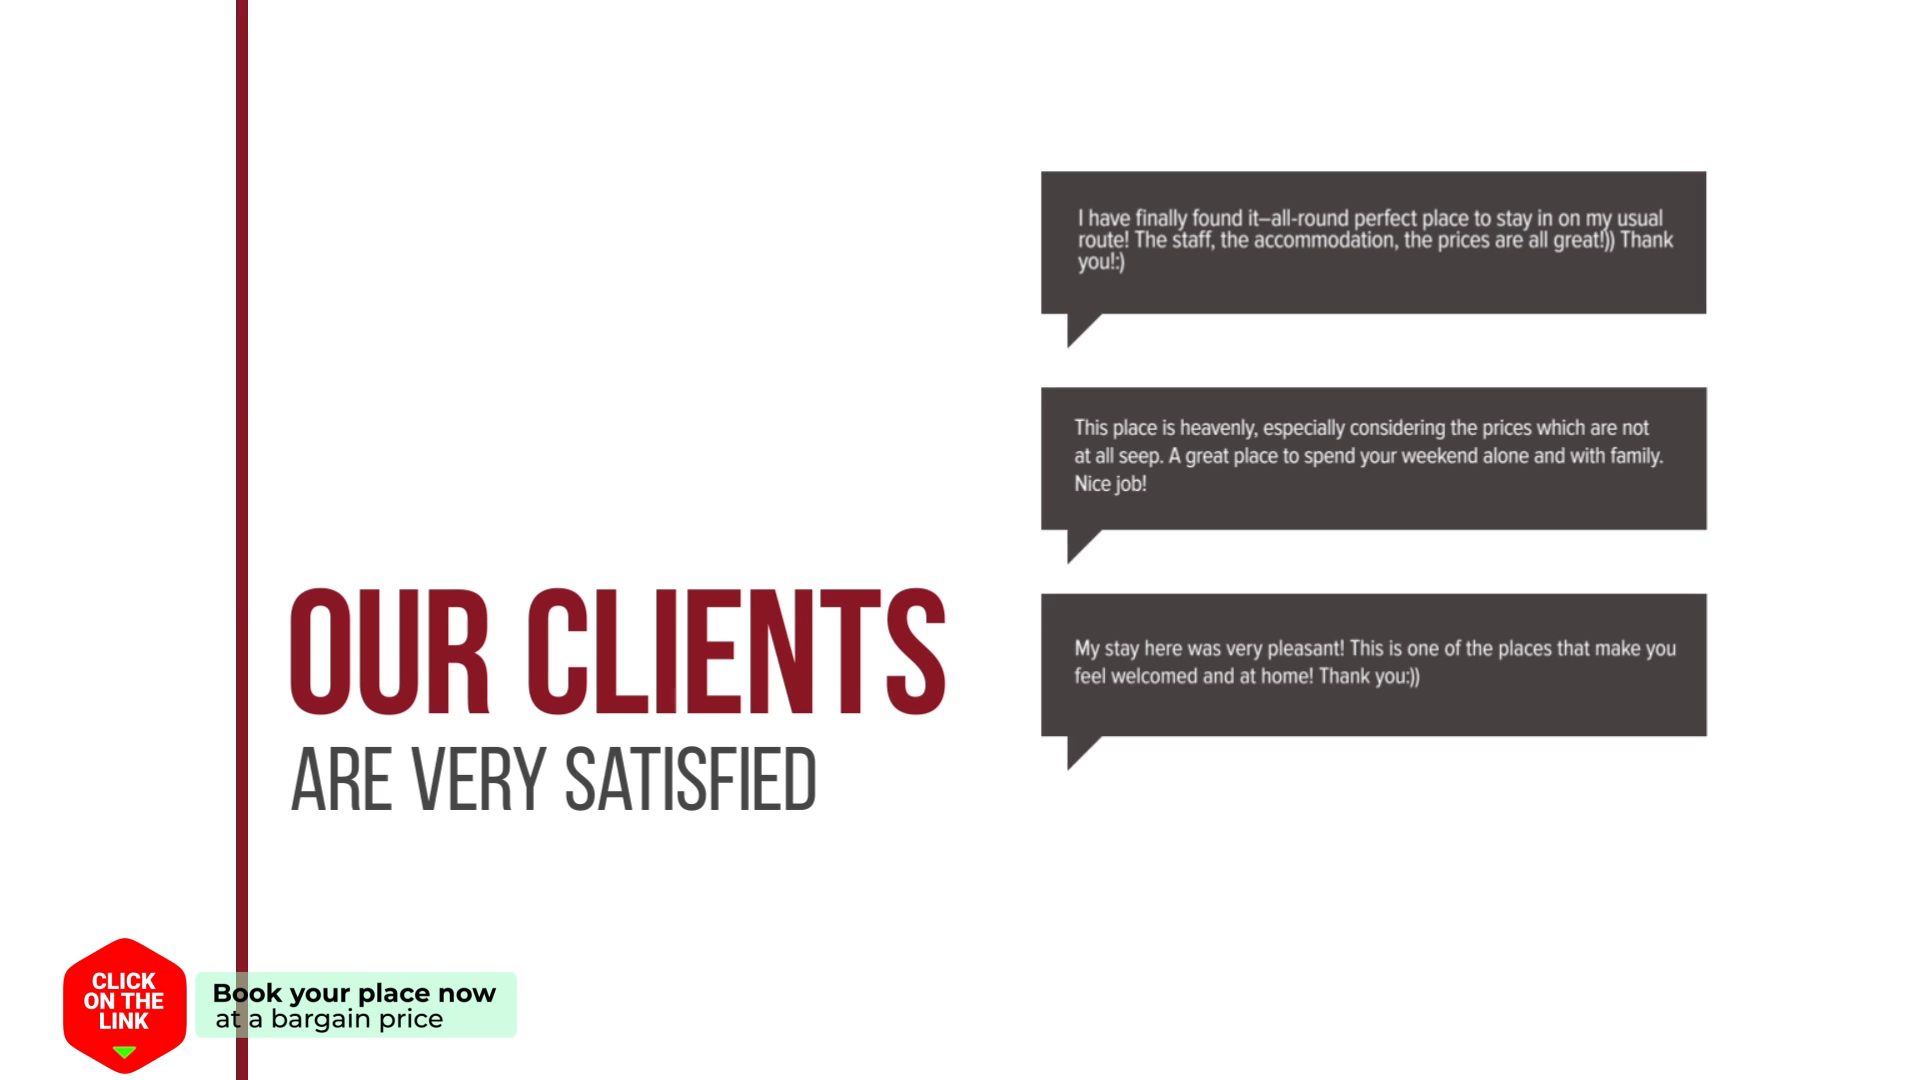 I have finally found it–all-round perfect place to stay in on my usual
route! The staff, the accommodation, the prices are all great!)) Thank
you!:)
This place is heavenly, especially considering the prices which are not
at all seep. A great place to spend your weekend alone and with family.
Nice job!
OUR CLIENTS
ARE VERY SATISFIED
My stay here was very pleasant! This is one of the places that make you
feel welcomed and at home! Thank you:))
CLICK
ON THE
LINK
Book your place now
at a bargain price